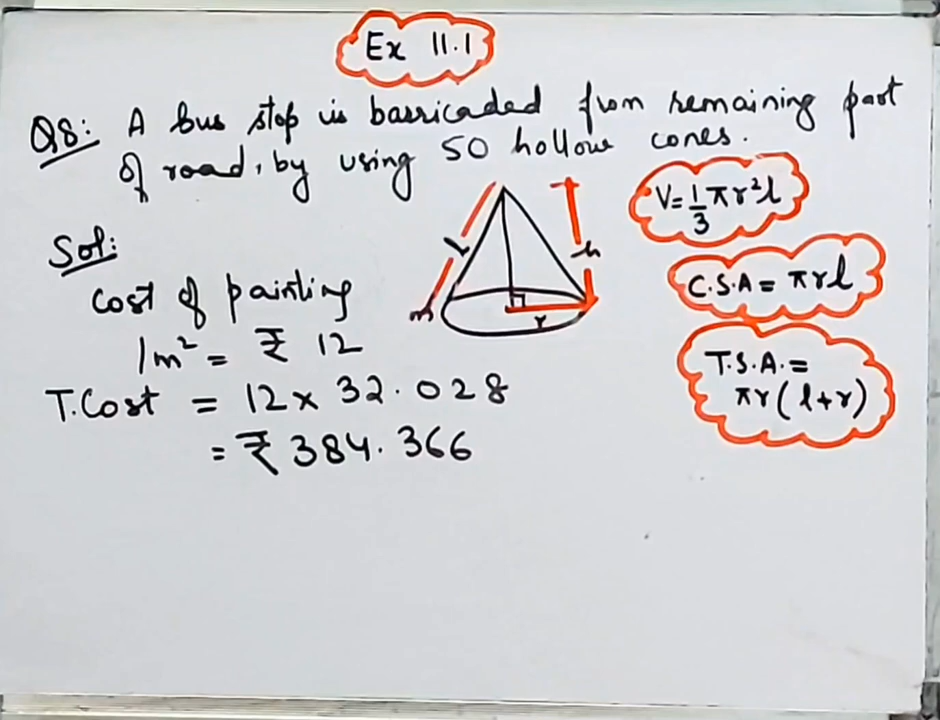 Ex 11.1
Q8: A bus stop is barricaded from remaining part
of road, by using 50 hollow cones.
V = 1/3 πr²l
Sol:
l
h
r
C.S.A = πrl
cost of painting
1m² = ₹ 12
T.S.A. =
πr(l+r)
T.Cost = 12 × 32.028
= ₹ 384.366